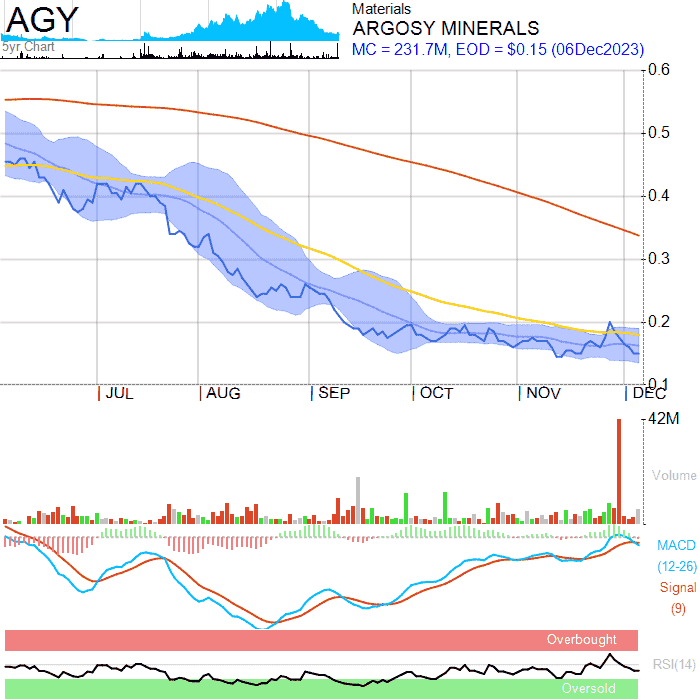 AGY
5yr Chart
Materials
ARGOSY MINERALS
MC = 231.7M, EOD = $0.15 (06Dec2023)
0.6
0.5
0.4
0.3
0.2
0.1
JUL AUG SEP OCT NOV DEC
42M
Volume
MACD
(12-26)
Signal
(9)
Overbought
RSI(14)
Oversold